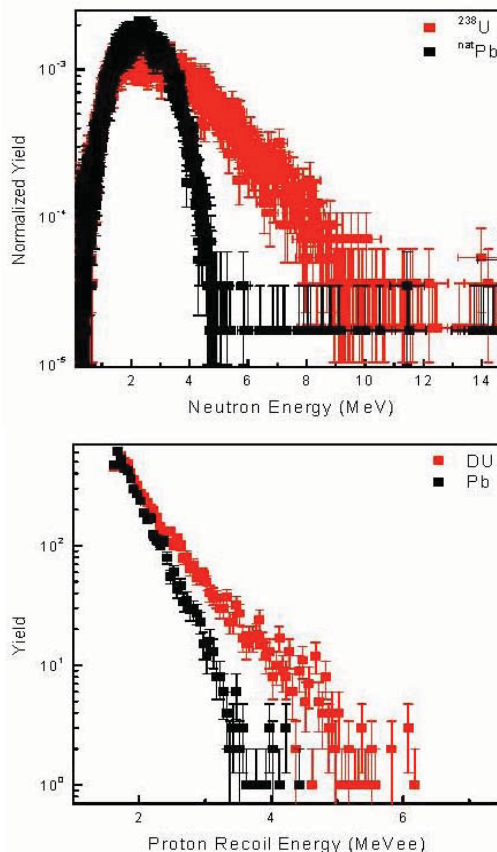 ²³⁸U
ⁿᵃᵗPb
10⁻³
10⁻⁴
10⁻⁵
Normalized Yield
2 4 6 8 10 12 14
Neutron Energy (MeV)
DU
Pb
10²
10¹
10⁰
Yield
2 4 6
Proton Recoil Energy (MeVee)